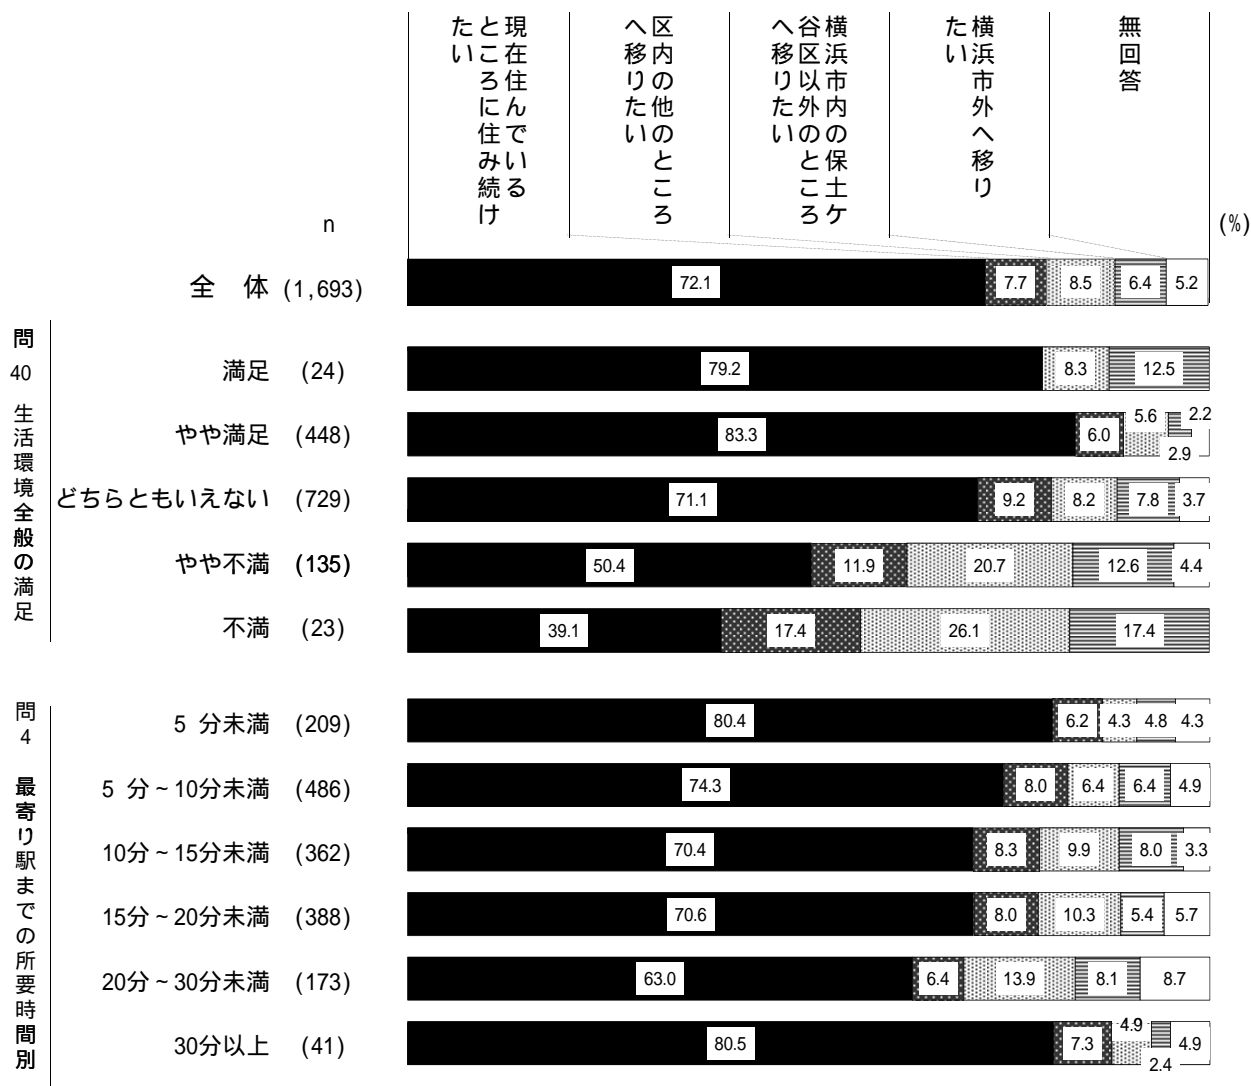 現在住んでいる
ところに住み続け
たい
区内の他のところ
へ移りたい
横浜市内の保土ケ
谷区以外のところ
へ移りたい
横浜市外へ移り
たい
無回答
n
(%)
全 体 (1,693) 72.1 7.7 8.5 6.4 5.2
問40 生活環境全般の満足
満足 (24) 79.2 8.3 12.5
やや満足 (448) 83.3 6.0 5.6 2.9 2.2
どちらともいえない (729) 71.1 9.2 8.2 7.8 3.7
やや不満 (135) 50.4 11.9 20.7 12.6 4.4
不満 (23) 39.1 17.4 26.1 17.4
問4 最寄り駅までの所要時間別
5 分未満 (209) 80.4 6.2 4.3 4.8 4.3
5 分~10分未満 (486) 74.3 8.0 6.4 6.4 4.9
10分~15分未満 (362) 70.4 8.3 9.9 8.0 3.3
15分~20分未満 (388) 70.6 8.0 10.3 5.4 5.7
20分~30分未満 (173) 63.0 6.4 13.9 8.1 8.7
30分以上 (41) 80.5 7.3 4.9 2.4 4.9